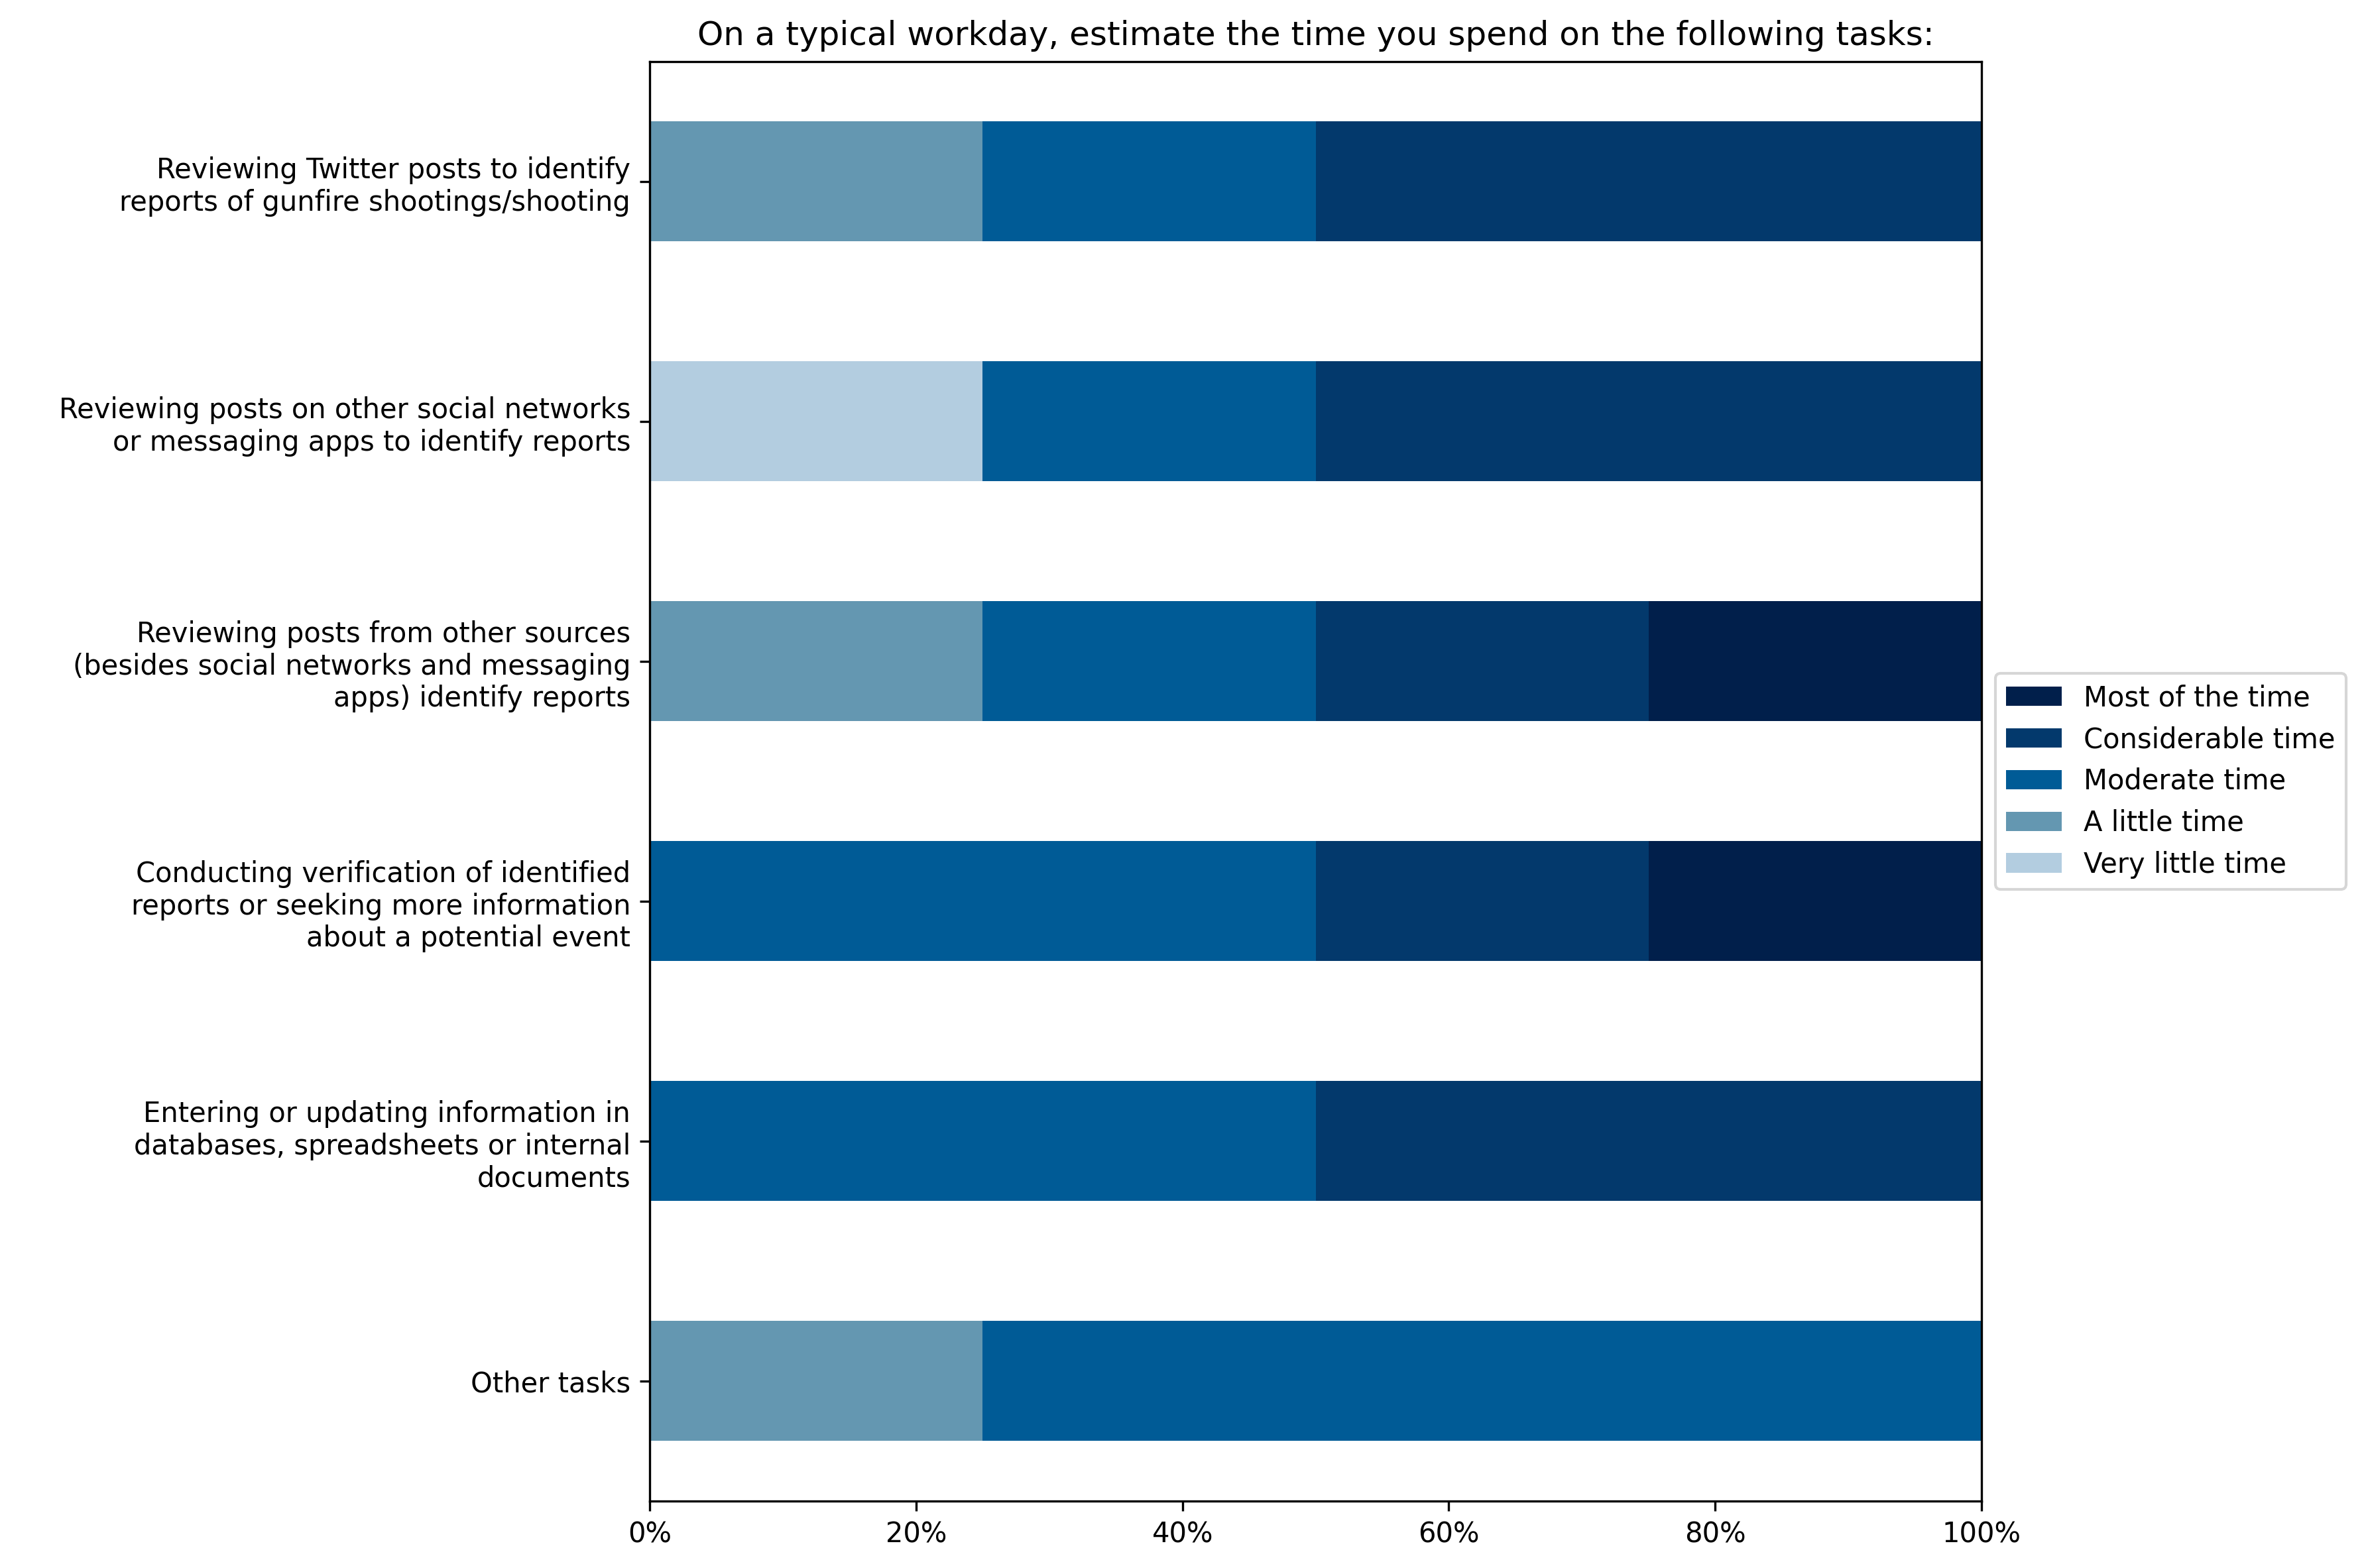 On a typical workday, estimate the time you spend on the following tasks:
Reviewing Twitter posts to identify
reports of gunfire shootings/shooting
Reviewing posts on other social networks
or messaging apps to identify reports
Reviewing posts from other sources
(besides social networks and messaging
apps) identify reports
Conducting verification of identified
reports or seeking more information
about a potential event
Entering or updating information in
databases, spreadsheets or internal
documents
Other tasks
0%
20%
40%
60%
80%
100%
Most of the time
Considerable time
Moderate time
A little time
Very little time